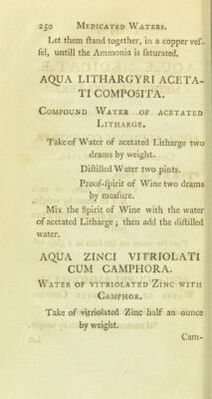 250 MEDICATED WATERS.
Let them ſtand together, in a copper veſ-
ſel, untill the Ammonia is ſaturated.
AQUA LITHARGYRI ACETA-
TI COMPOSITA.
COMPOUND WATER OF ACETATED
LITHARGE.
Take of Water of acetated Litharge two
drams by weight.
Diſtilled Water two pints.
Proof-ſpirit of Wine two drams
by meaſure.
Mix the Spirit of Wine with the water
of acetated Litharge; then add the diſtilled
water.
AQUA ZINCI VITRIOLATI
CUM CAMPHORA.
WATER OF VITRIOLATED ZINC WITH
CAMPHOR.
Take of vitriolated Zinc half an ounce
by weight.
Cam-